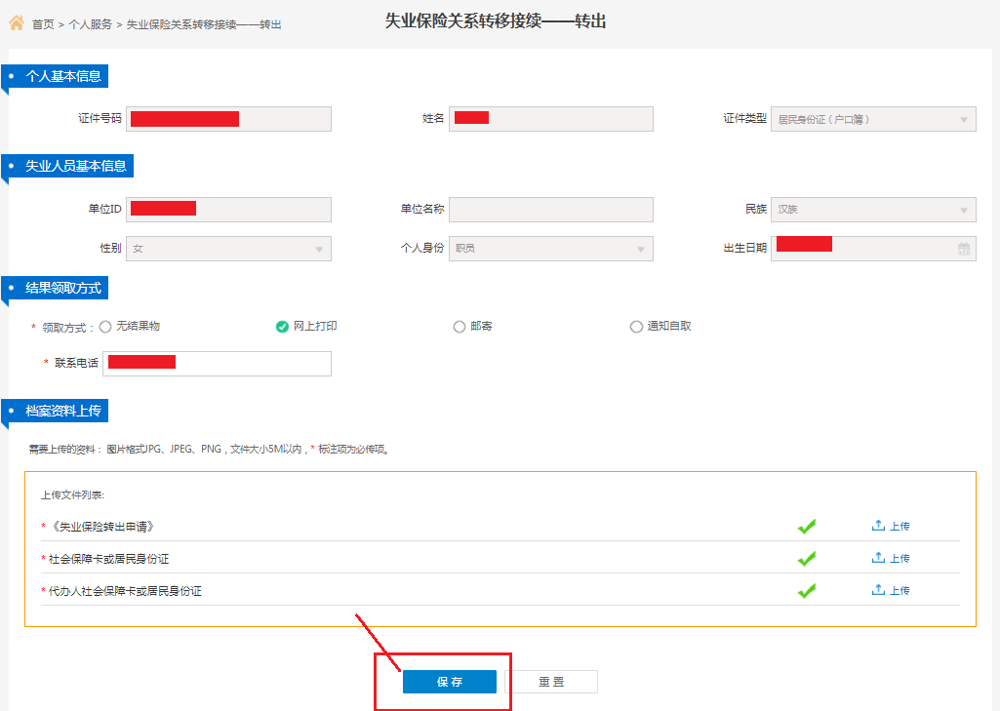 首页 > 个人服务 > 失业保险关系转移接续——转出
失业保险关系转移接续——转出
个人基本信息
证件号码 姓名 证件类型 居民身份证（户口簿）
失业人员基本信息
单位ID 单位名称 民族 汉族
性别 女 个人身份 职员 出生日期
结果领取方式
* 领取方式： 无结果物 网上打印 邮寄 通知自取
* 联系电话
档案资料上传
需要上传的资料： 图片格式JPG、JPEG、PNG，文件大小5M以内，* 标注项为必传项。
上传文件列表:
* 《失业保险转出申请》 上传
* 社会保障卡或居民身份证 上传
* 代办人社会保障卡或居民身份证 上传
保 存 重 置